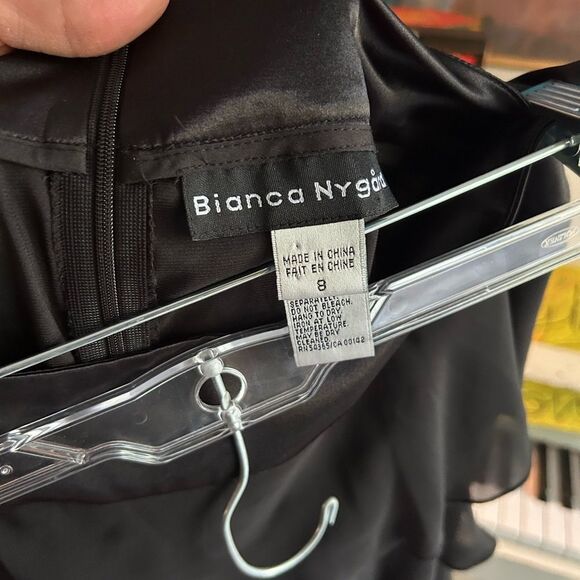 Bianca Nygård
MADE IN CHINA
FAIT EN CHINE
8
SEPARATELY.
DO NOT BLEACH.
HANG TO DRY.
IRON AT LOW
TEMPERATURE.
MAY BE DRY
CLEANED.